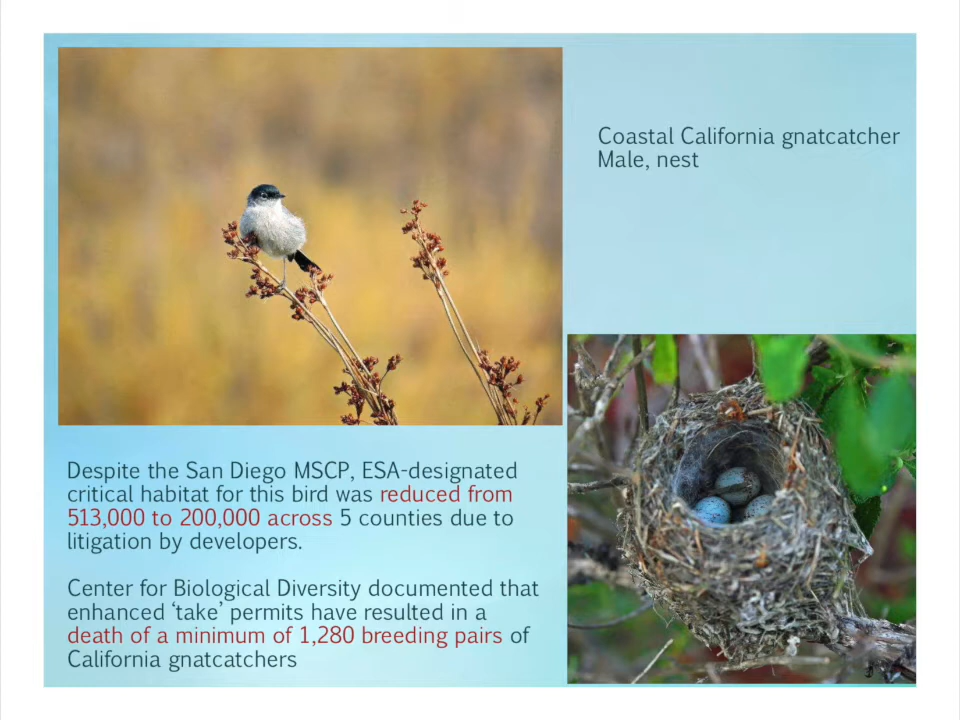 Coastal California gnatcatcher
Male, nest
Despite the San Diego MSCP, ESA-designated
critical habitat for this bird was reduced from
513,000 to 200,000 across 5 counties due to
litigation by developers.
Center for Biological Diversity documented that
enhanced ‘take’ permits have resulted in a
death of a minimum of 1,280 breeding pairs of
California gnatcatchers